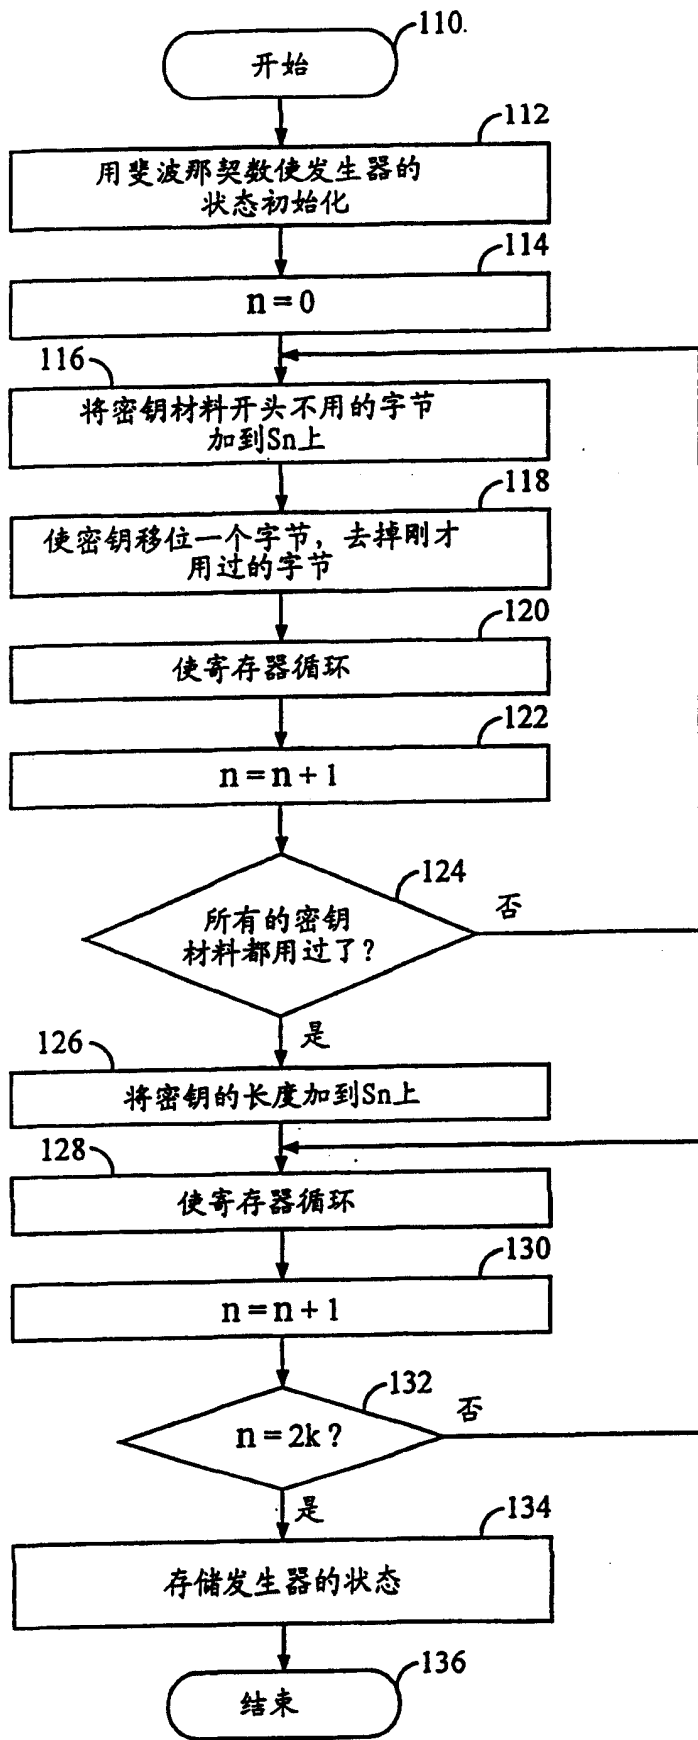 110.
开始
112
用斐波那契数使发生器的
状态初始化
114
n = 0
116
将密钥材料开头不用的字节
加到Sn上
118
使密钥移位一个字节，去掉刚才
用过的字节
120
使寄存器循环
122
n = n + 1
124
所有的密钥
材料都用过了？
否
是
126
将密钥的长度加到Sn上
128
使寄存器循环
130
n = n + 1
132
n = 2k？
否
是
134
存储发生器的状态
136
结束